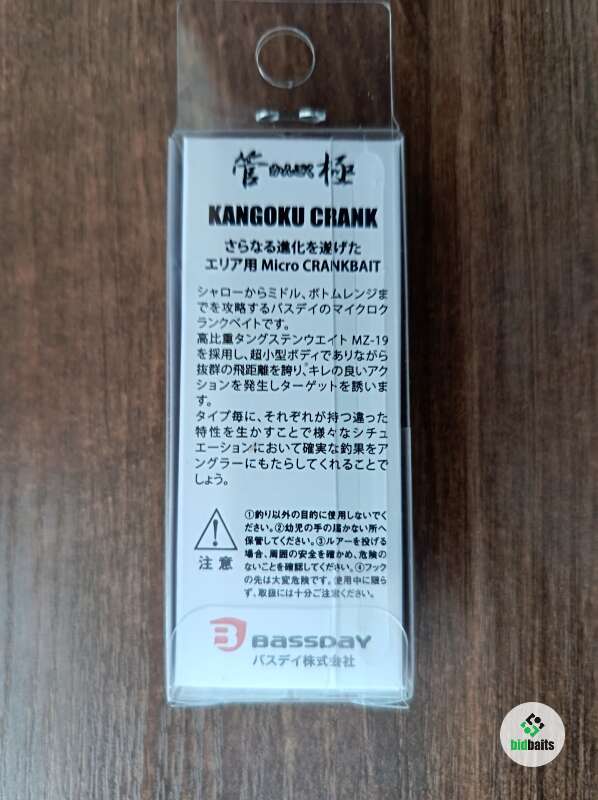 管 かんごく 極
KANGOKU CRANK
さらなる進化を遂げた
エリア用 Micro CRANKBAIT
シャローからミドル、ボトムレンジま
でを攻略するバスデイのマイクロク
ランクベイトです。
高比重タングステンウエイト MZ-19
を採用し、超小型ボディでありながら
抜群の飛距離を誇り、キレの良いアク
ションを発生しターゲットを誘いま
す。
タイプ毎に、それぞれが持つ違った
特性を生かすことで様々なシチュ
エーションにおいて確実な釣果をア
ングラーにもたらしてくれることで
しょう。
注意
①釣り以外の目的に使用しないでく
ださい。②幼児の手の届かない所へ
保管してください。③ルアーを投げる
場合、周囲の安全を確かめ、危険の
ないことを確認してください。④フック
の先は大変危険です。使用中に限ら
ず、取扱には十分ご注意ください。
BASSDAY
バスデイ株式会社
bidbaits